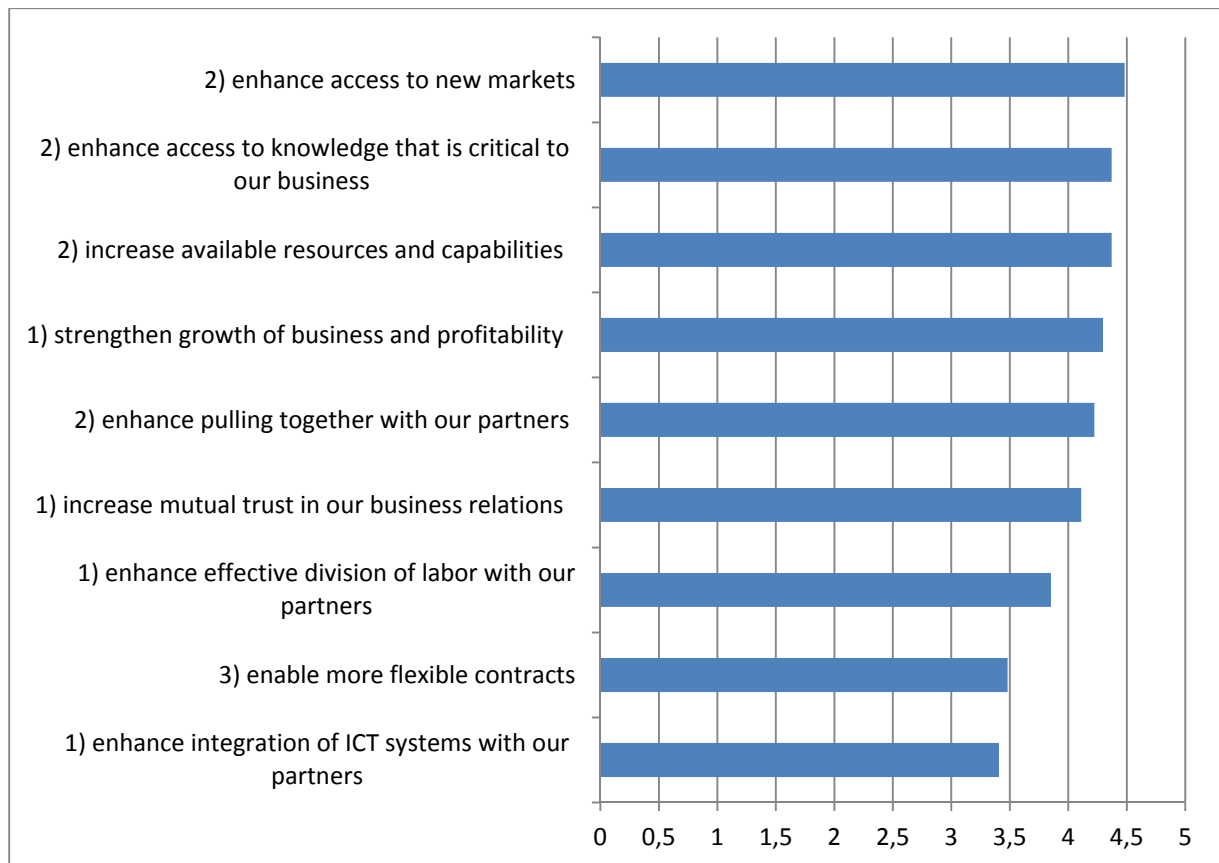 2) enhance access to new markets
2) enhance access to knowledge that is critical to
our business
2) increase available resources and capabilities
1) strengthen growth of business and profitability
2) enhance pulling together with our partners
1) increase mutual trust in our business relations
1) enhance effective division of labor with our
partners
3) enable more flexible contracts
1) enhance integration of ICT systems with our
partners
0 0,5 1 1,5 2 2,5 3 3,5 4 4,5 5